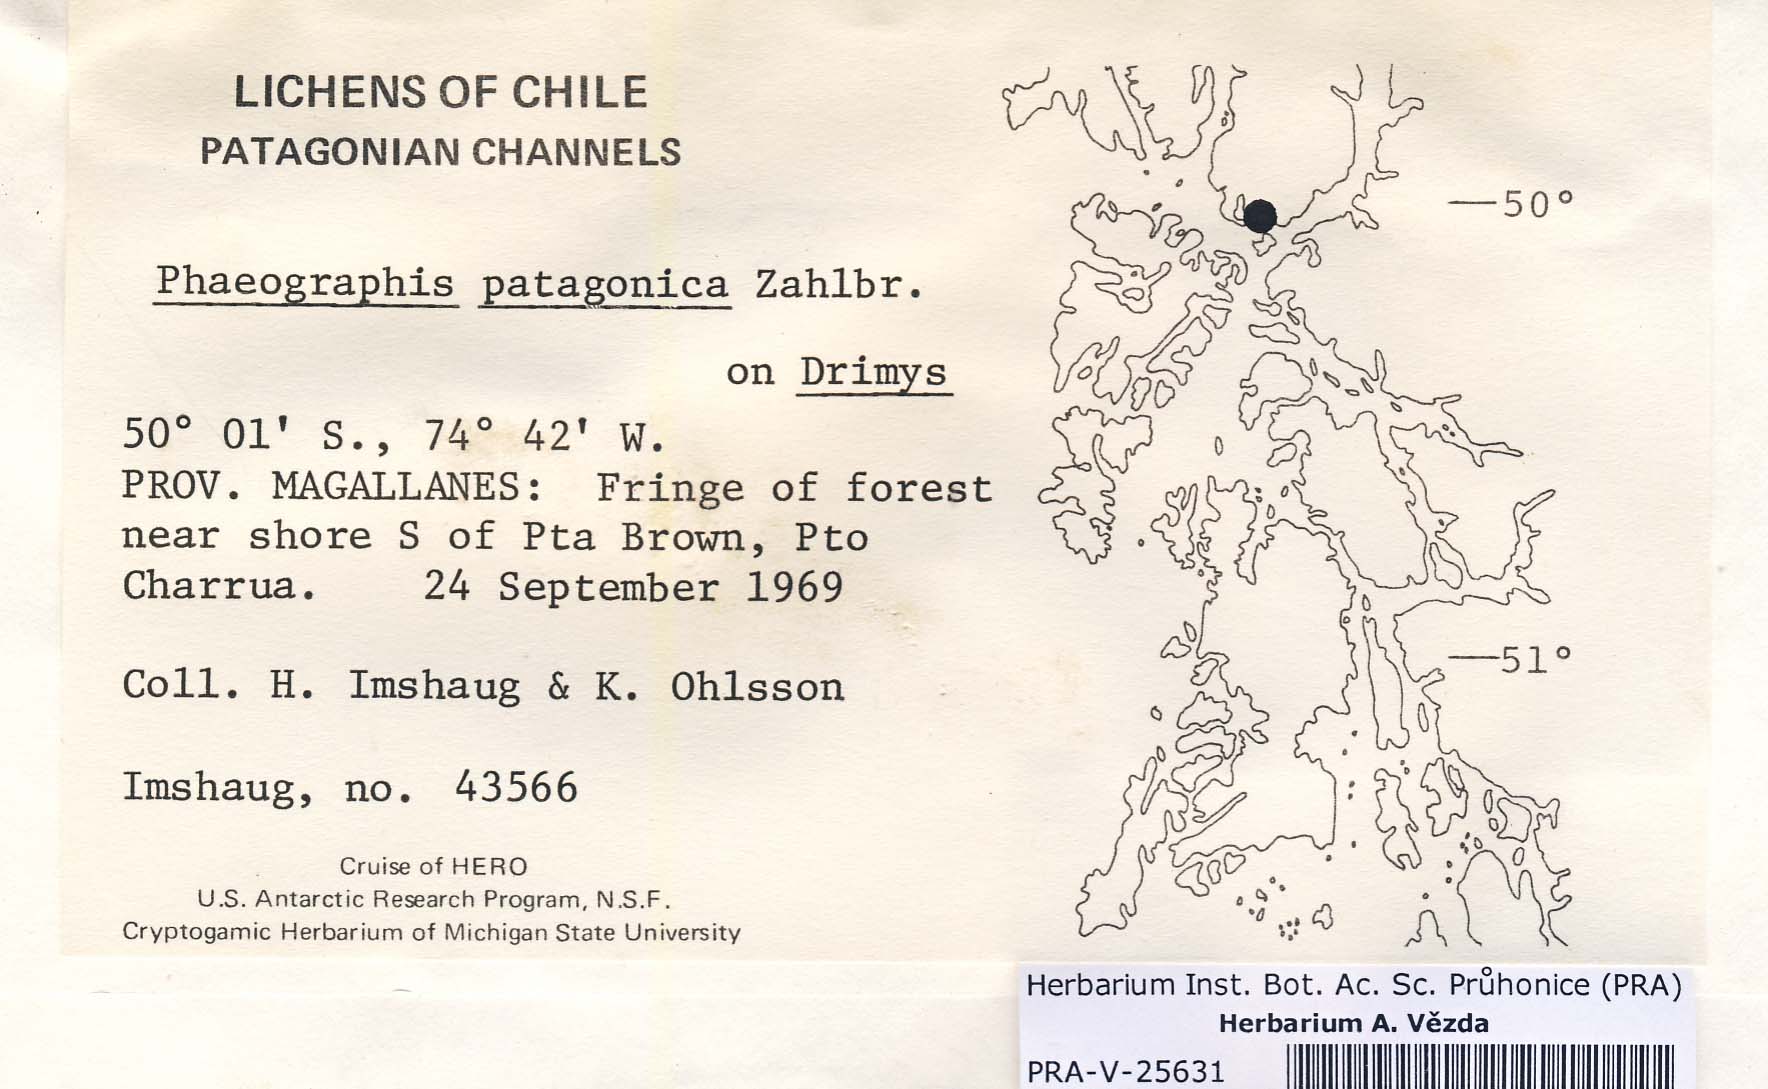 LICHENS OF CHILE
PATAGONIAN CHANNELS
Phaeographis patagonica Zahlbr.
on Drimys
50° 01' S., 74° 42' W.
PROV. MAGALLANES: Fringe of forest
near shore S of Pta Brown, Pto
Charrua. 24 September 1969
Coll. H. Imshaug & K. Ohlsson
Imshaug, no. 43566
Cruise of HERO
U.S. Antarctic Research Program, N.S.F.
Cryptogamic Herbarium of Michigan State University
—50°
—51°
Herbarium Inst. Bot. Ac. Sc. Průhonice (PRA)
Herbarium A. Vězda
PRA-V-25631